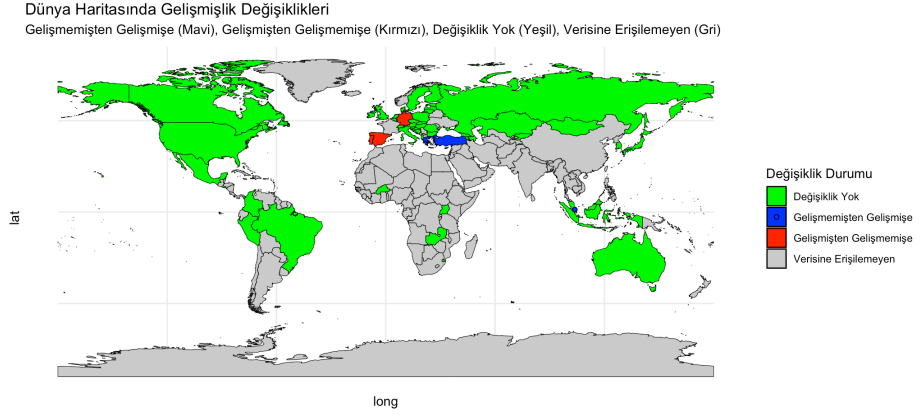 Dünya Haritasında Gelişmişlik Değişiklikleri
Gelişmemişten Gelişmişe (Mavi), Gelişmişten Gelişmemişe (Kırmızı), Değişiklik Yok (Yeşil), Verisine Erişilemeyen (Gri)
lat
long
Değişiklik Durumu
Değişiklik Yok
Gelişmemişten Gelişmişe
Gelişmişten Gelişmemişe
Verisine Erişilemeyen